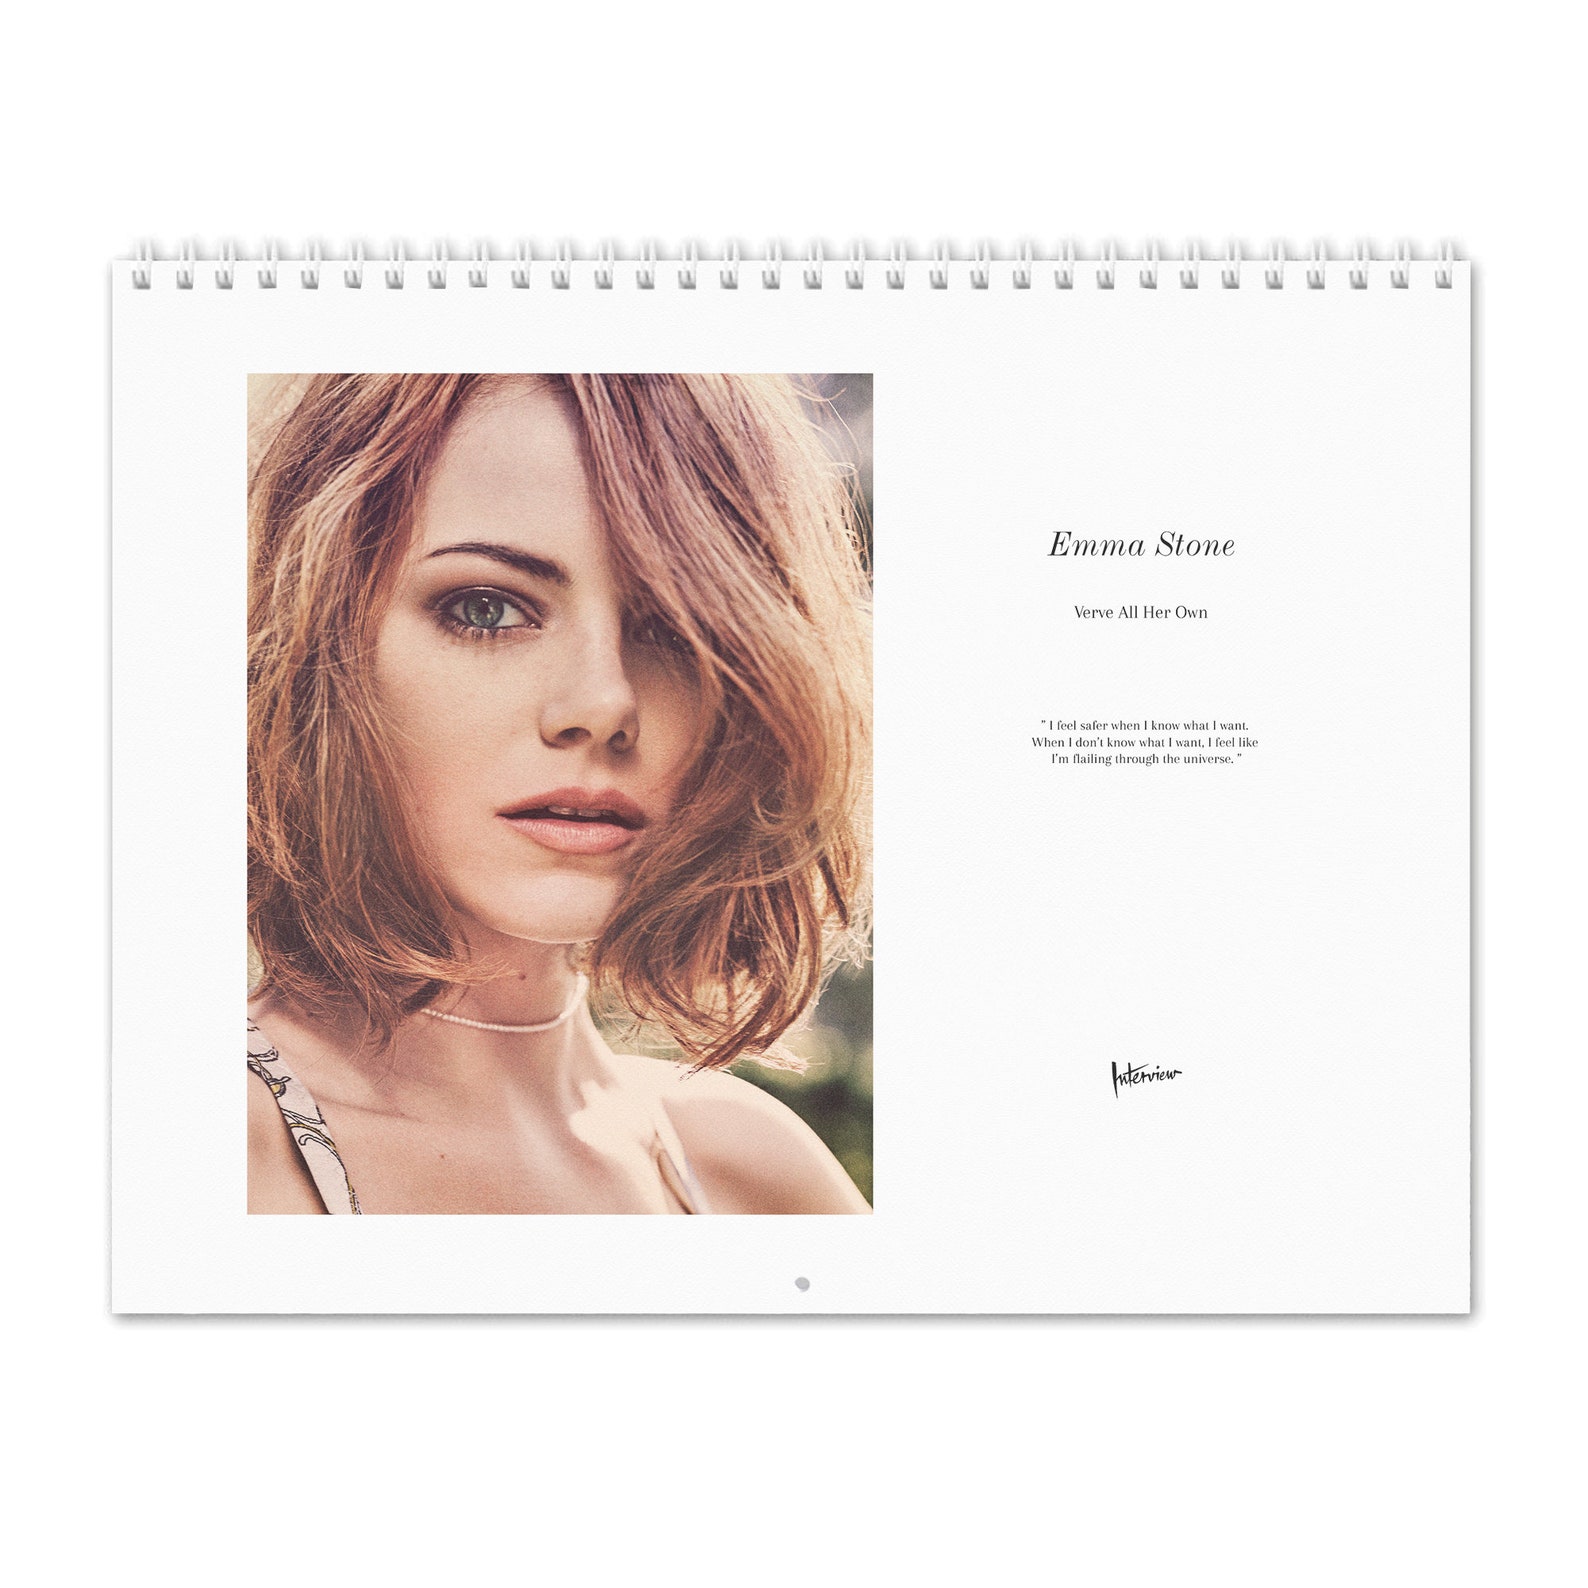 Emma Stone
Verve All Her Own
” I feel safer when I know what I want.
When I don’t know what I want, I feel like
I’m flailing through the universe. ”
Interview